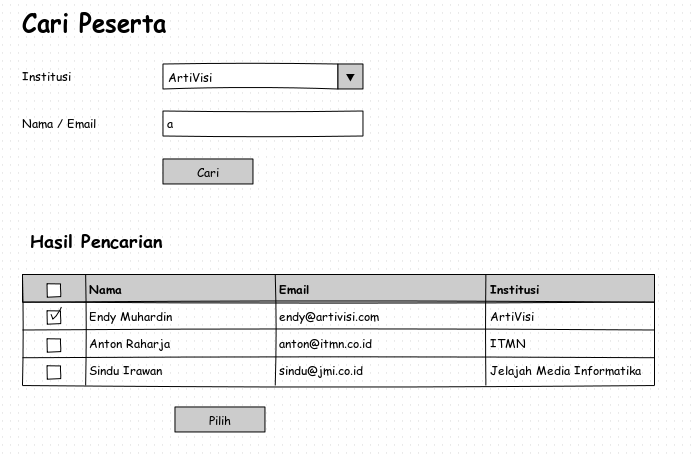 Cari Peserta
Institusi ArtiVisi ▼
Nama / Email a
Cari
Hasil Pencarian
Nama Email Institusi
Endy Muhardin endy@artivisi.com ArtiVisi
Anton Raharja anton@itmn.co.id ITMN
Sindu Irawan sindu@jmi.co.id Jelajah Media Informatika
Pilih